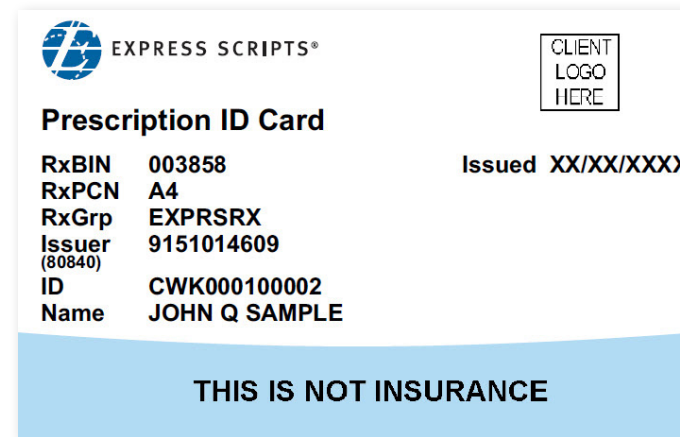 EXPRESS SCRIPTS®
CLIENT
LOGO
HERE
Prescription ID Card
RxBIN 003858 Issued XX/XX/XXXX
RxPCN A4
RxGrp EXPRSRX
Issuer 9151014609
(80840)
ID CWK000100002
Name JOHN Q SAMPLE
THIS IS NOT INSURANCE